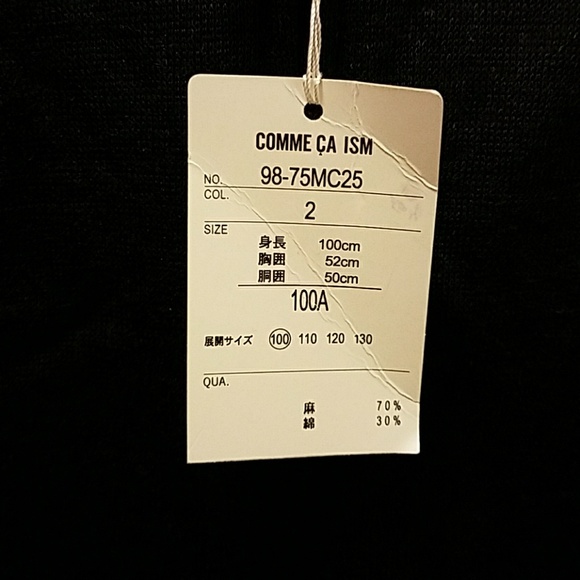 COMME ÇA ISM
NO. 98-75MC25
COL. 2
SIZE
身長 100cm
胸囲 52cm
胴囲 50cm
100A
展開サイズ 100 110 120 130
QUA.
麻 70%
綿 30%